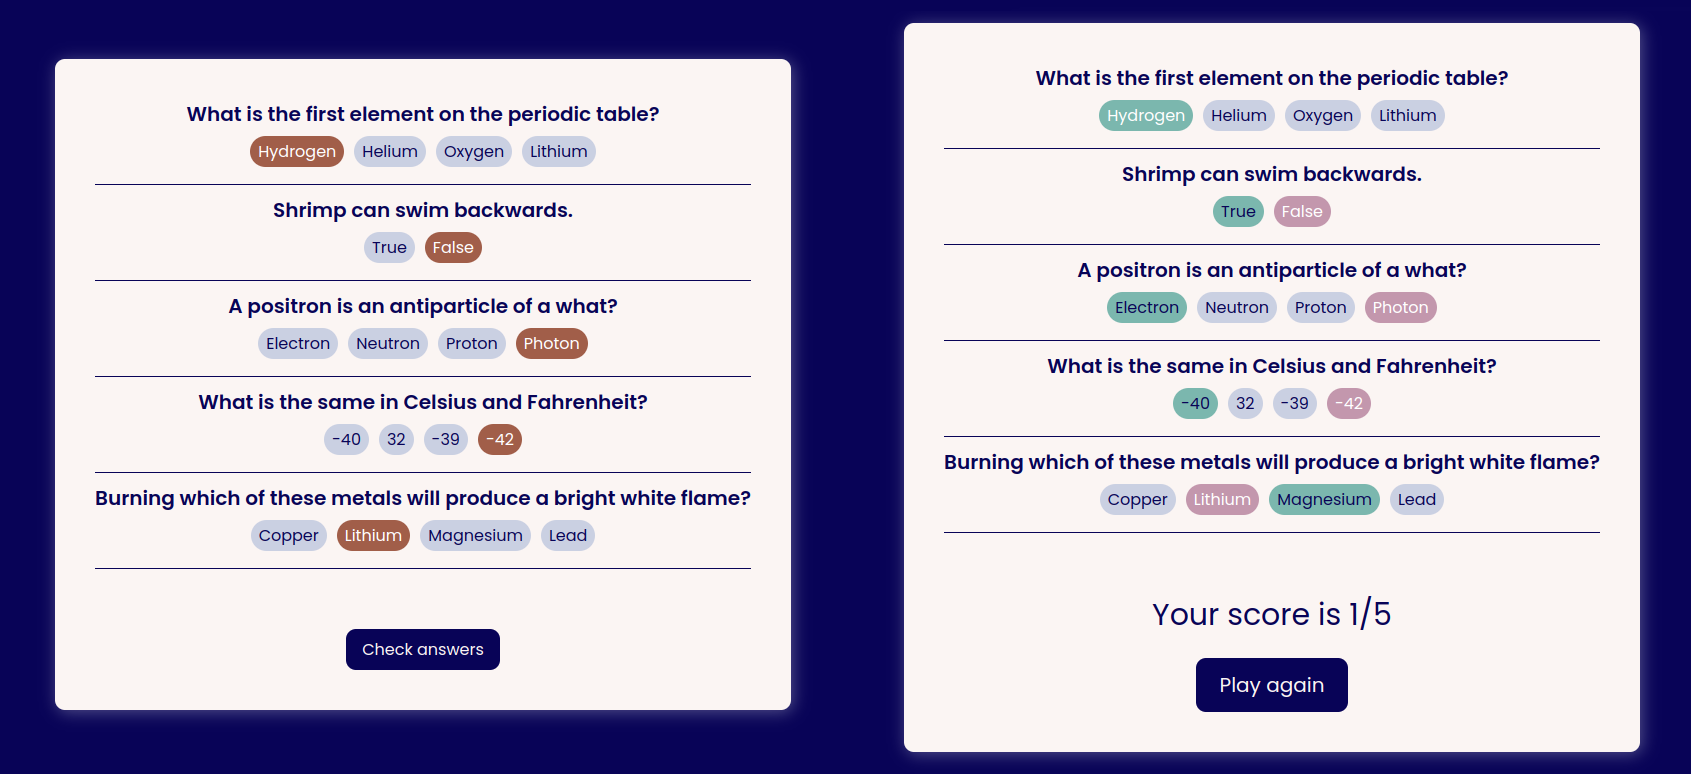 What is the first element on the periodic table?
Hydrogen Helium Oxygen Lithium
Shrimp can swim backwards.
True False
A positron is an antiparticle of a what?
Electron Neutron Proton Photon
What is the same in Celsius and Fahrenheit?
-40 32 -39 -42
Burning which of these metals will produce a bright white flame?
Copper Lithium Magnesium Lead
Check answers
What is the first element on the periodic table?
Hydrogen Helium Oxygen Lithium
Shrimp can swim backwards.
True False
A positron is an antiparticle of a what?
Electron Neutron Proton Photon
What is the same in Celsius and Fahrenheit?
-40 32 -39 -42
Burning which of these metals will produce a bright white flame?
Copper Lithium Magnesium Lead
Your score is 1/5
Play again